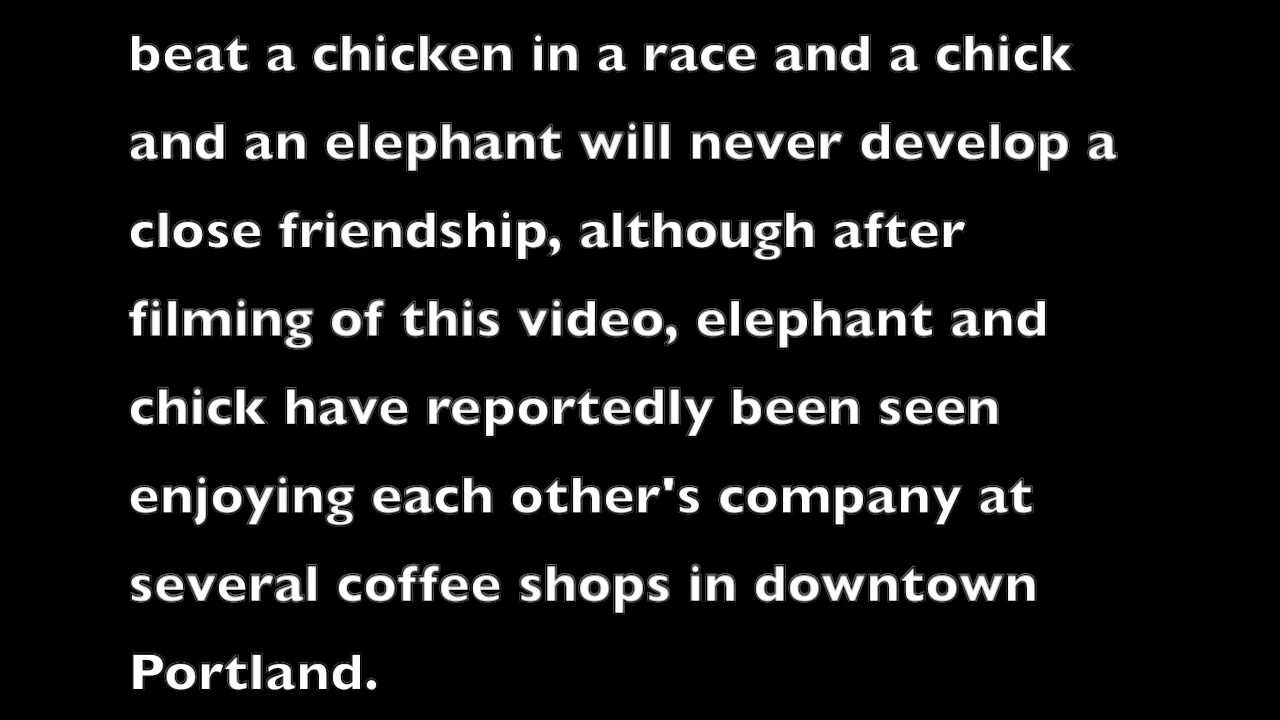 beat a chicken in a race and a chick
and an elephant will never develop a
close friendship, although after
filming of this video, elephant and
chick have reportedly been seen
enjoying each other's company at
several coffee shops in downtown
Portland.